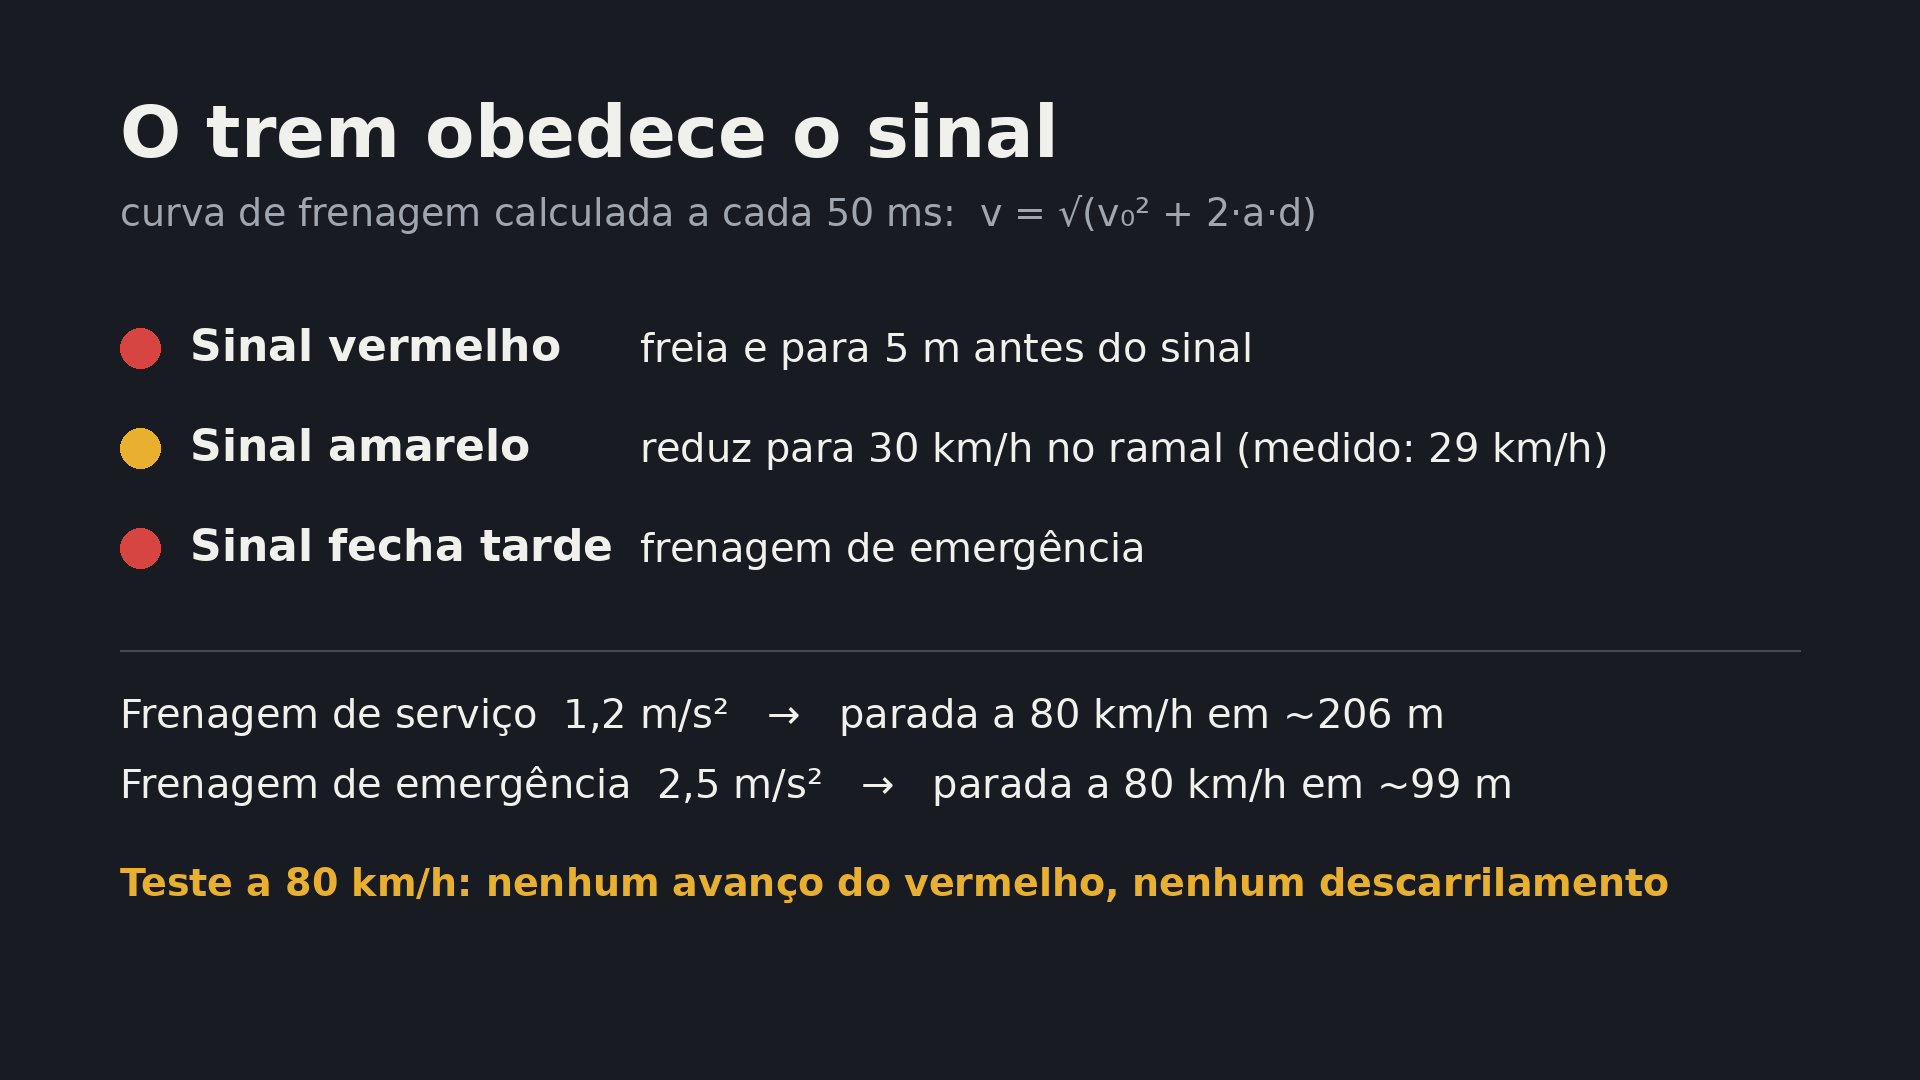 O trem obedece o sinal
curva de frenagem calculada a cada 50 ms:  v = √(v₀² + 2·a·d)
Sinal vermelho freia e para 5 m antes do sinal
Sinal amarelo reduz para 30 km/h no ramal (medido: 29 km/h)
Sinal fecha tarde frenagem de emergência
Frenagem de serviço  1,2 m/s²   →   parada a 80 km/h em ~206 m
Frenagem de emergência  2,5 m/s²   →   parada a 80 km/h em ~99 m
Teste a 80 km/h: nenhum avanço do vermelho, nenhum descarrilamento